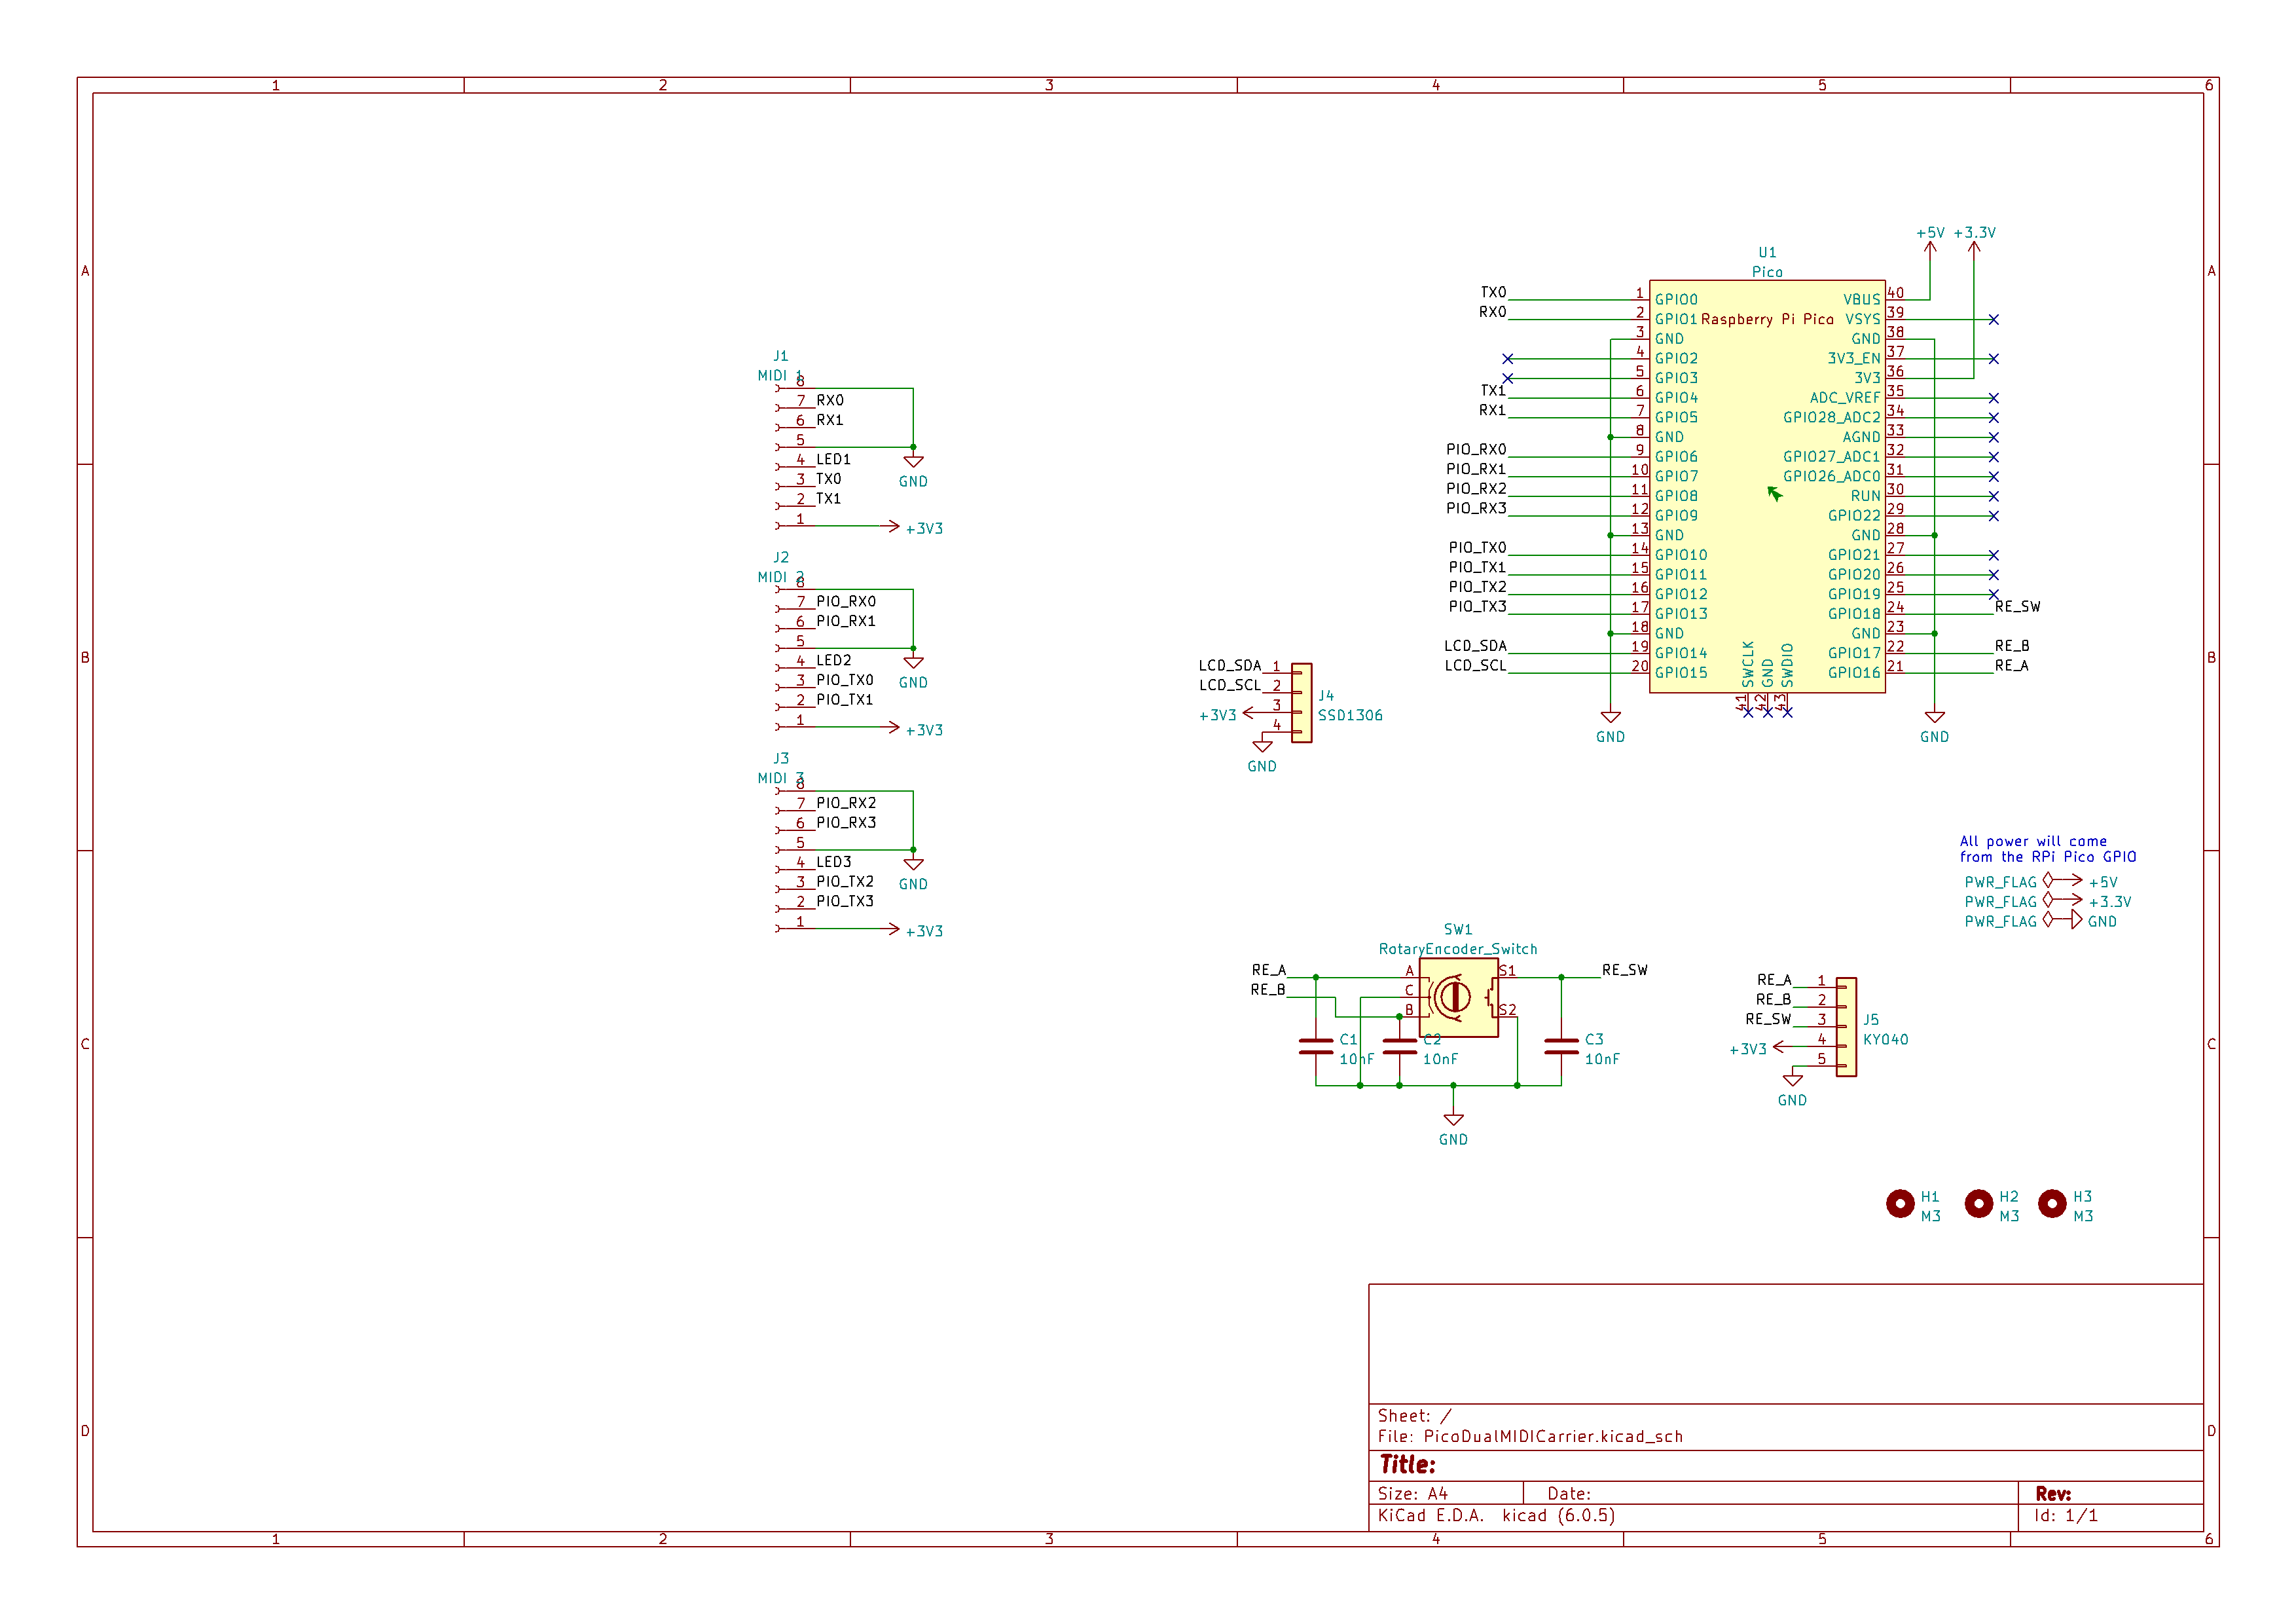 1 2 3 4 5 6
A A
B B
C C
D D
1 2 3 4 5 6
J1
MIDI 1
8
7 RX0
6 RX1
5
4 LED1
3 TX0
2 TX1
1 +3V3
GND
J2
MIDI 2
8
7 PIO_RX0
6 PIO_RX1
5
4 LED2
3 PIO_TX0
2 PIO_TX1
1 +3V3
GND
J3
MIDI 3
8
7 PIO_RX2
6 PIO_RX3
5
4 LED3
3 PIO_TX2
2 PIO_TX3
1 +3V3
GND
LCD_SDA 1
LCD_SCL 2
+3V3 3
4
GND
J4
SSD1306
+5V +3.3V
U1
Pico
Raspberry Pi Pico
TX0 1 GPIO0
RX0 2 GPIO1
3 GND
4 GPIO2
5 GPIO3
TX1 6 GPIO4
RX1 7 GPIO5
8 GND
PIO_RX0 9 GPIO6
PIO_RX1 10 GPIO7
PIO_RX2 11 GPIO8
PIO_RX3 12 GPIO9
13 GND
PIO_TX0 14 GPIO10
PIO_TX1 15 GPIO11
PIO_TX2 16 GPIO12
PIO_TX3 17 GPIO13
18 GND
LCD_SDA 19 GPIO14
LCD_SCL 20 GPIO15
VBUS 40
VSYS 39
GND 38
3V3_EN 37
3V3 36
ADC_VREF 35
GPIO28_ADC2 34
AGND 33
GPIO27_ADC1 32
GPIO26_ADC0 31
RUN 30
GPIO22 29
GND 28
GPIO21 27
GPIO20 26
GPIO19 25
GPIO18 24 RE_SW
GND 23
GPIO17 22 RE_B
GPIO16 21 RE_A
SWCLK 41
GND 42
SWDIO 43
GND
GND
All power will come
from the RPi Pico GPIO
PWR_FLAG +5V
PWR_FLAG +3.3V
PWR_FLAG GND
SW1
RotaryEncoder_Switch
RE_A A S1 RE_SW
RE_B C
B S2
C1
10nF
C2
10nF
C3
10nF
GND
RE_A 1
RE_B 2
RE_SW 3
+3V3 4
5
GND
J5
KY040
H1
M3
H2
M3
H3
M3
Sheet: /
File: PicoDualMIDICarrier.kicad_sch
Title:
Size: A4 Date: Rev:
KiCad E.D.A. kicad (6.0.5) Id: 1/1